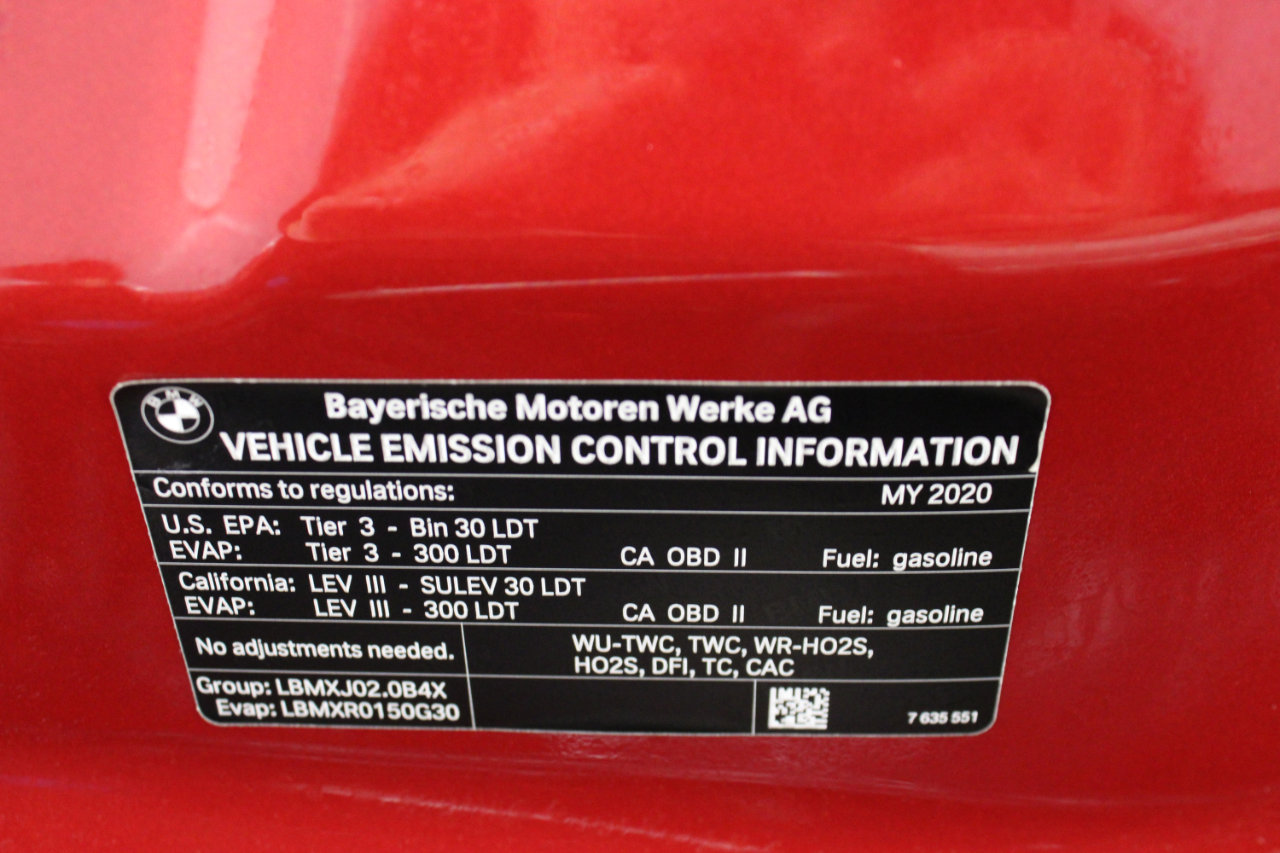 BMW
Bayerische Motoren Werke AG
VEHICLE EMISSION CONTROL INFORMATION
Conforms to regulations: MY 2020
U.S. EPA: Tier 3 - Bin 30 LDT
EVAP: Tier 3 - 300 LDT CA OBD II Fuel: gasoline
California: LEV III - SULEV 30 LDT
EVAP: LEV III - 300 LDT CA OBD II Fuel: gasoline
No adjustments needed.
WU-TWC, TWC, WR-HO2S,
HO2S, DFI, TC, CAC
Group: LBMXJ02.0B4X
Evap: LBMXR0150G30
7 635 551